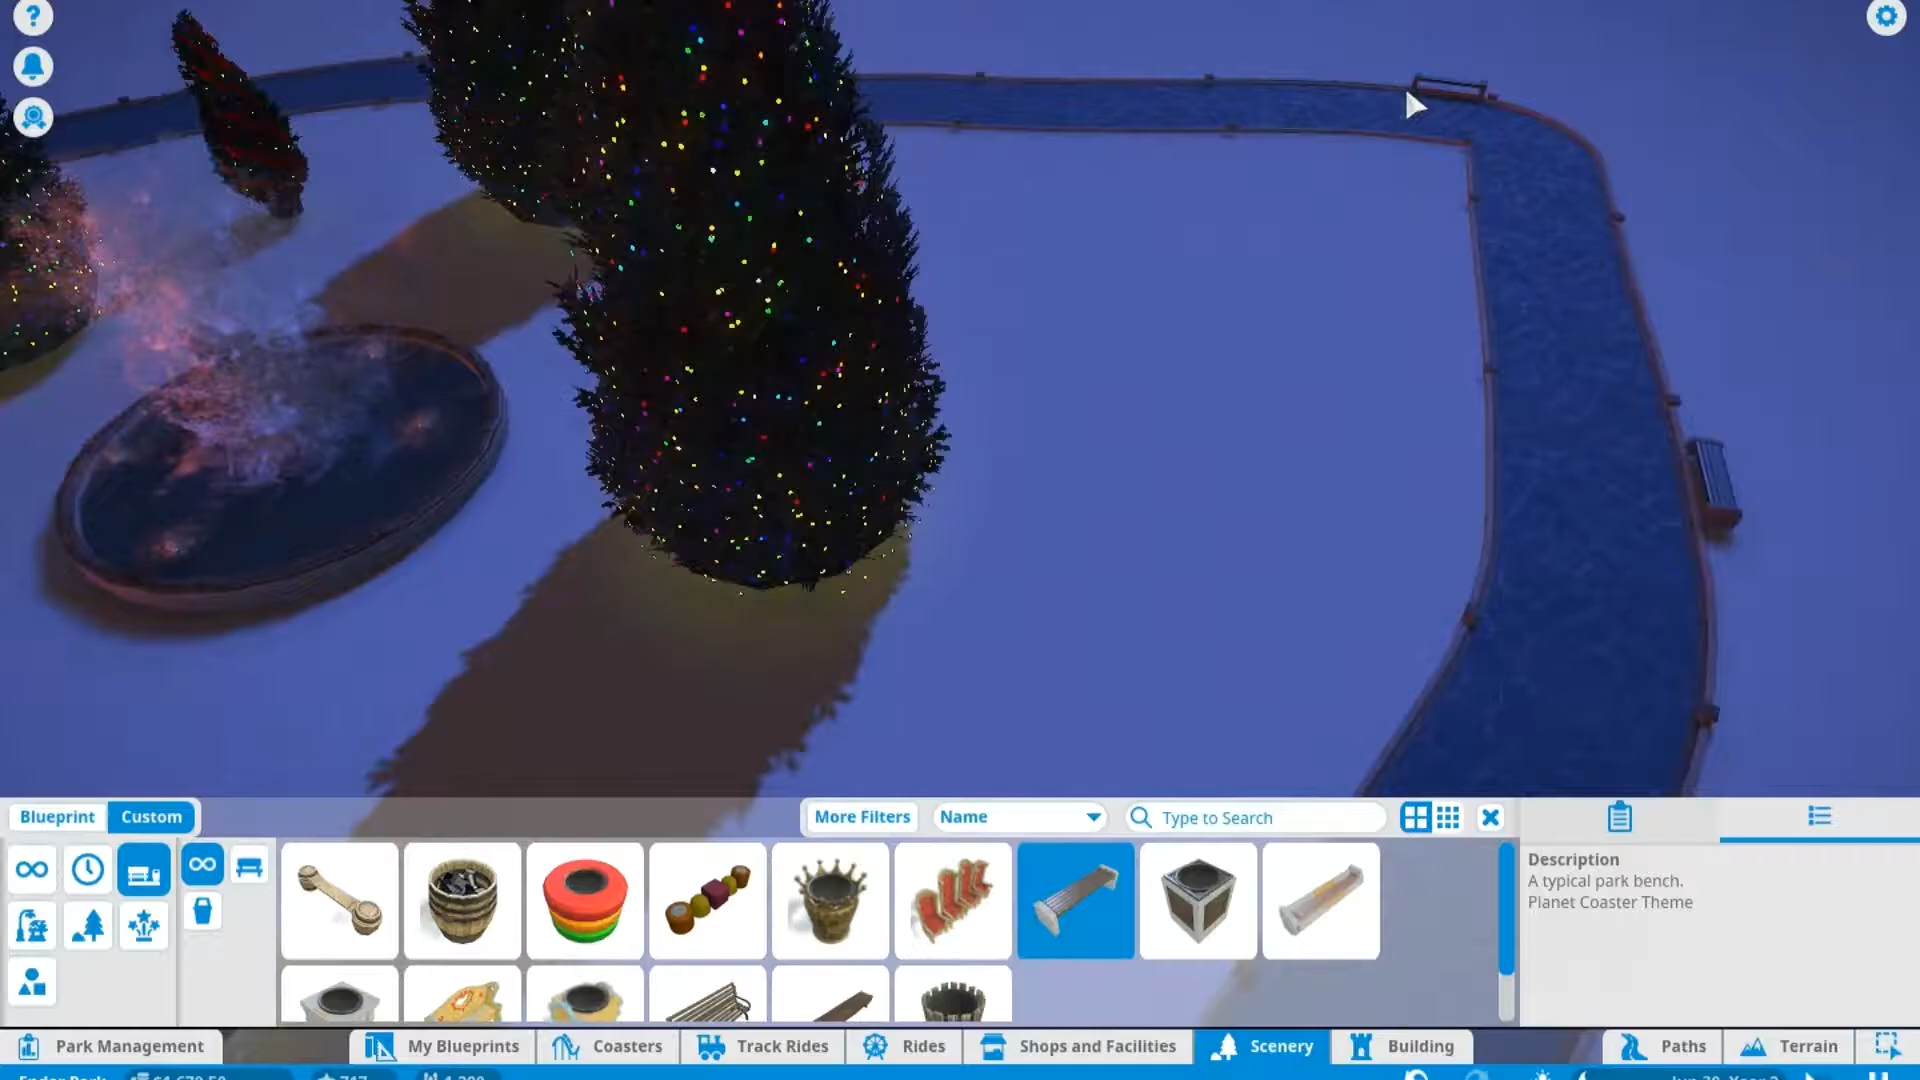 ?
Blueprint Custom More Filters Name Type to Search
Description
A typical park bench.
Planet Coaster Theme
Park Management My Blueprints Coasters Track Rides Rides Shops and Facilities Scenery Building Paths Terrain